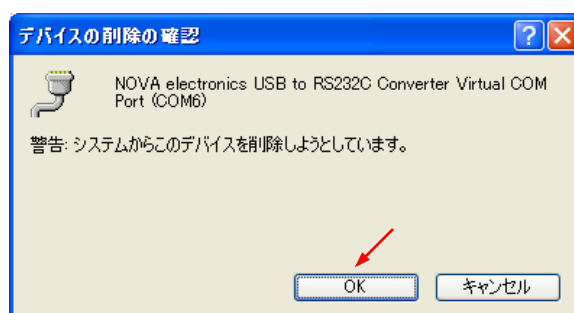 デバイスの削除の確認
NOVA electronics USB to RS232C Converter Virtual COM
Port (COM6)
警告: システムからこのデバイスを削除しようとしています。
OK
キャンセル